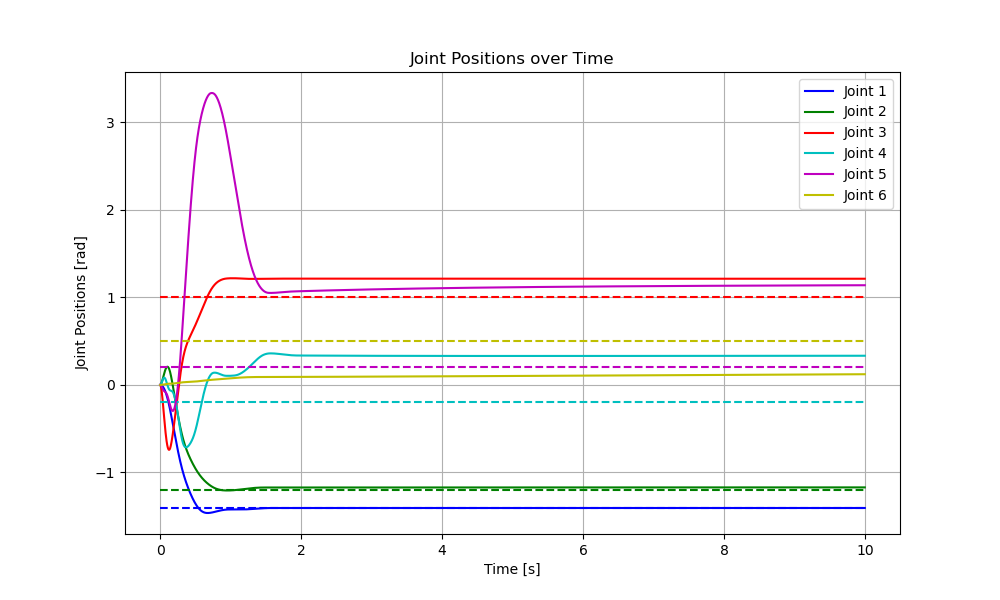 Joint Positions over Time
Joint 1
Joint 2
Joint 3
Joint 4
Joint 5
Joint 6
Joint Positions [rad]
3
2
1
0
−1
0 2 4 6 8 10
Time [s]